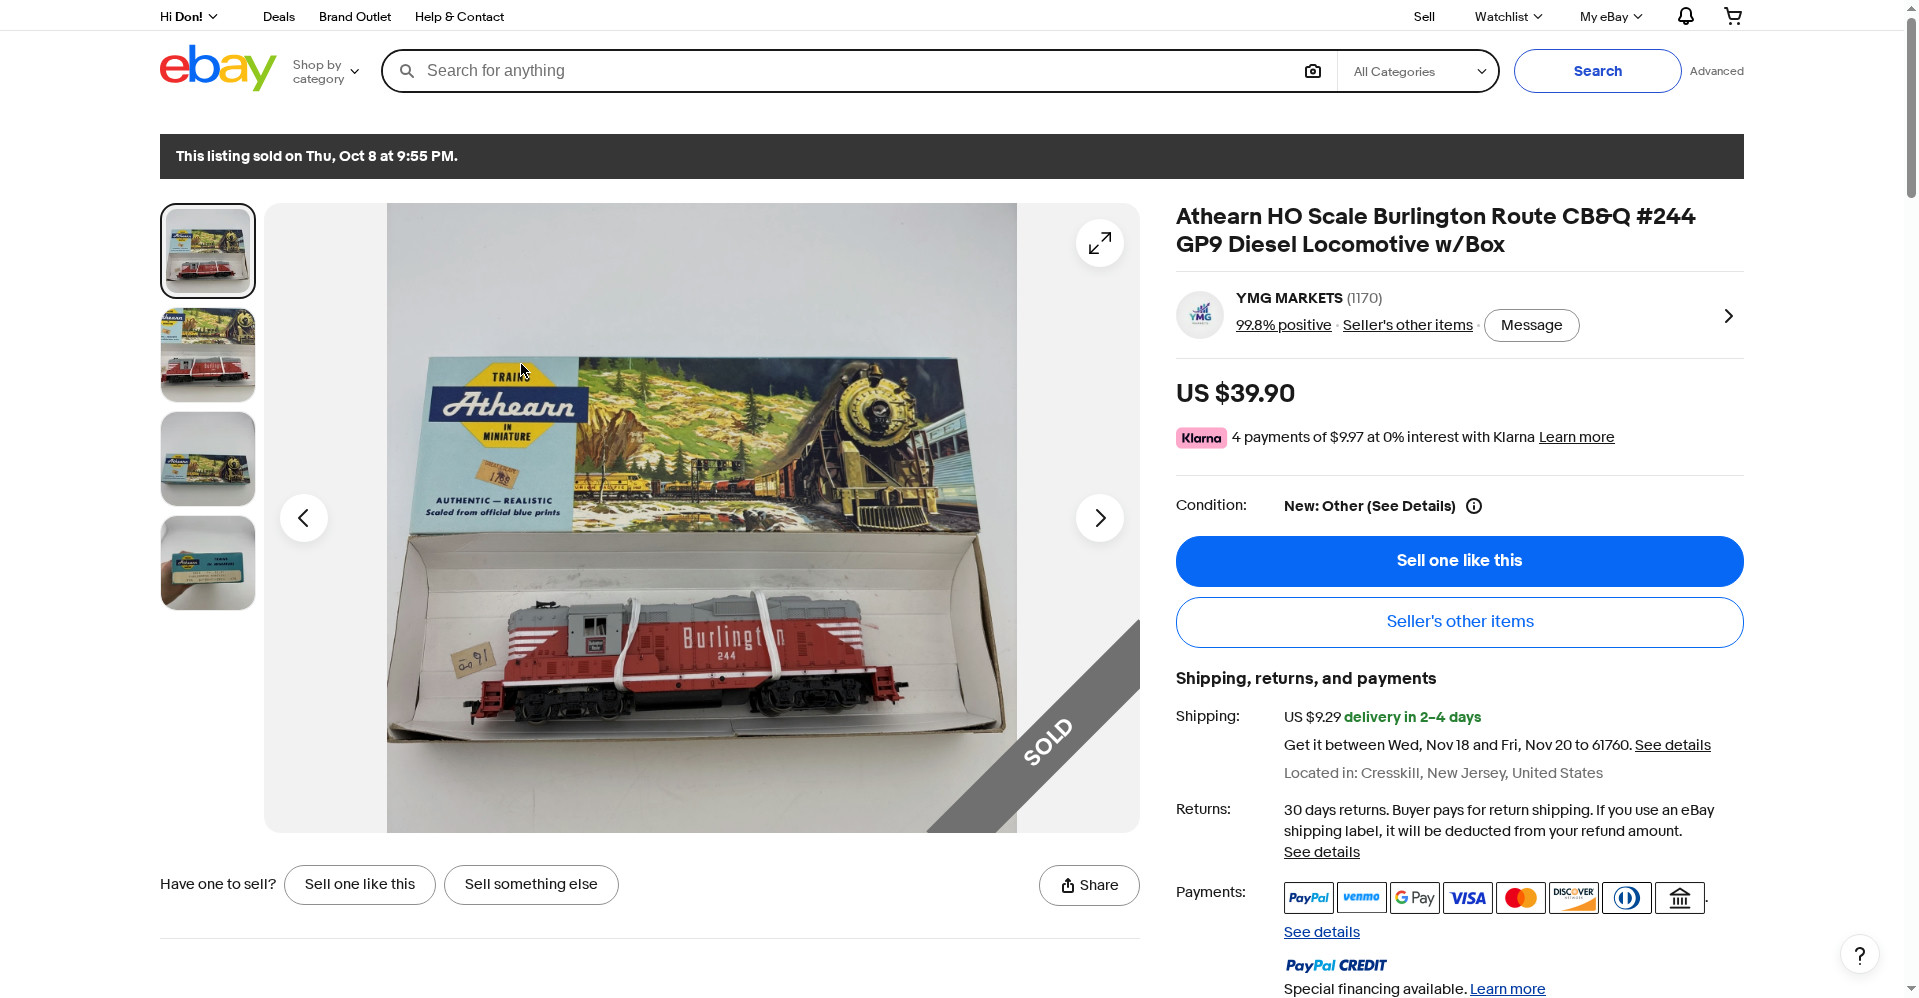 Hi Don!
Deals
Brand Outlet
Help & Contact
Sell
Watchlist
My eBay
ebay
Shop by
category
Search for anything
All Categories
Search
Advanced
This listing sold on Thu, Oct 8 at 9:55 PM.
TRAINS
Athearn
IN
MINIATURE
AUTHENTIC — REALISTIC
Scaled from official blue prints
Burlington
244
SOLD
Athearn HO Scale Burlington Route CB&Q #244
GP9 Diesel Locomotive w/Box
YMG
YMG MARKETS (1170)
99.8% positive · Seller's other items · Message
US $39.90
Klarna 4 payments of $9.97 at 0% interest with Klarna Learn more
Condition: New: Other (See Details)
Sell one like this
Seller's other items
Shipping, returns, and payments
Shipping: US $9.29 delivery in 2–4 days
Get it between Wed, Nov 18 and Fri, Nov 20 to 61760. See details
Located in: Cresskill, New Jersey, United States
Returns: 30 days returns. Buyer pays for return shipping. If you use an eBay
shipping label, it will be deducted from your refund amount.
See details
Payments: PayPal venmo G Pay VISA DISCOVER .
See details
PayPal CREDIT
Special financing available. Learn more
Have one to sell? Sell one like this Sell something else
Share
?